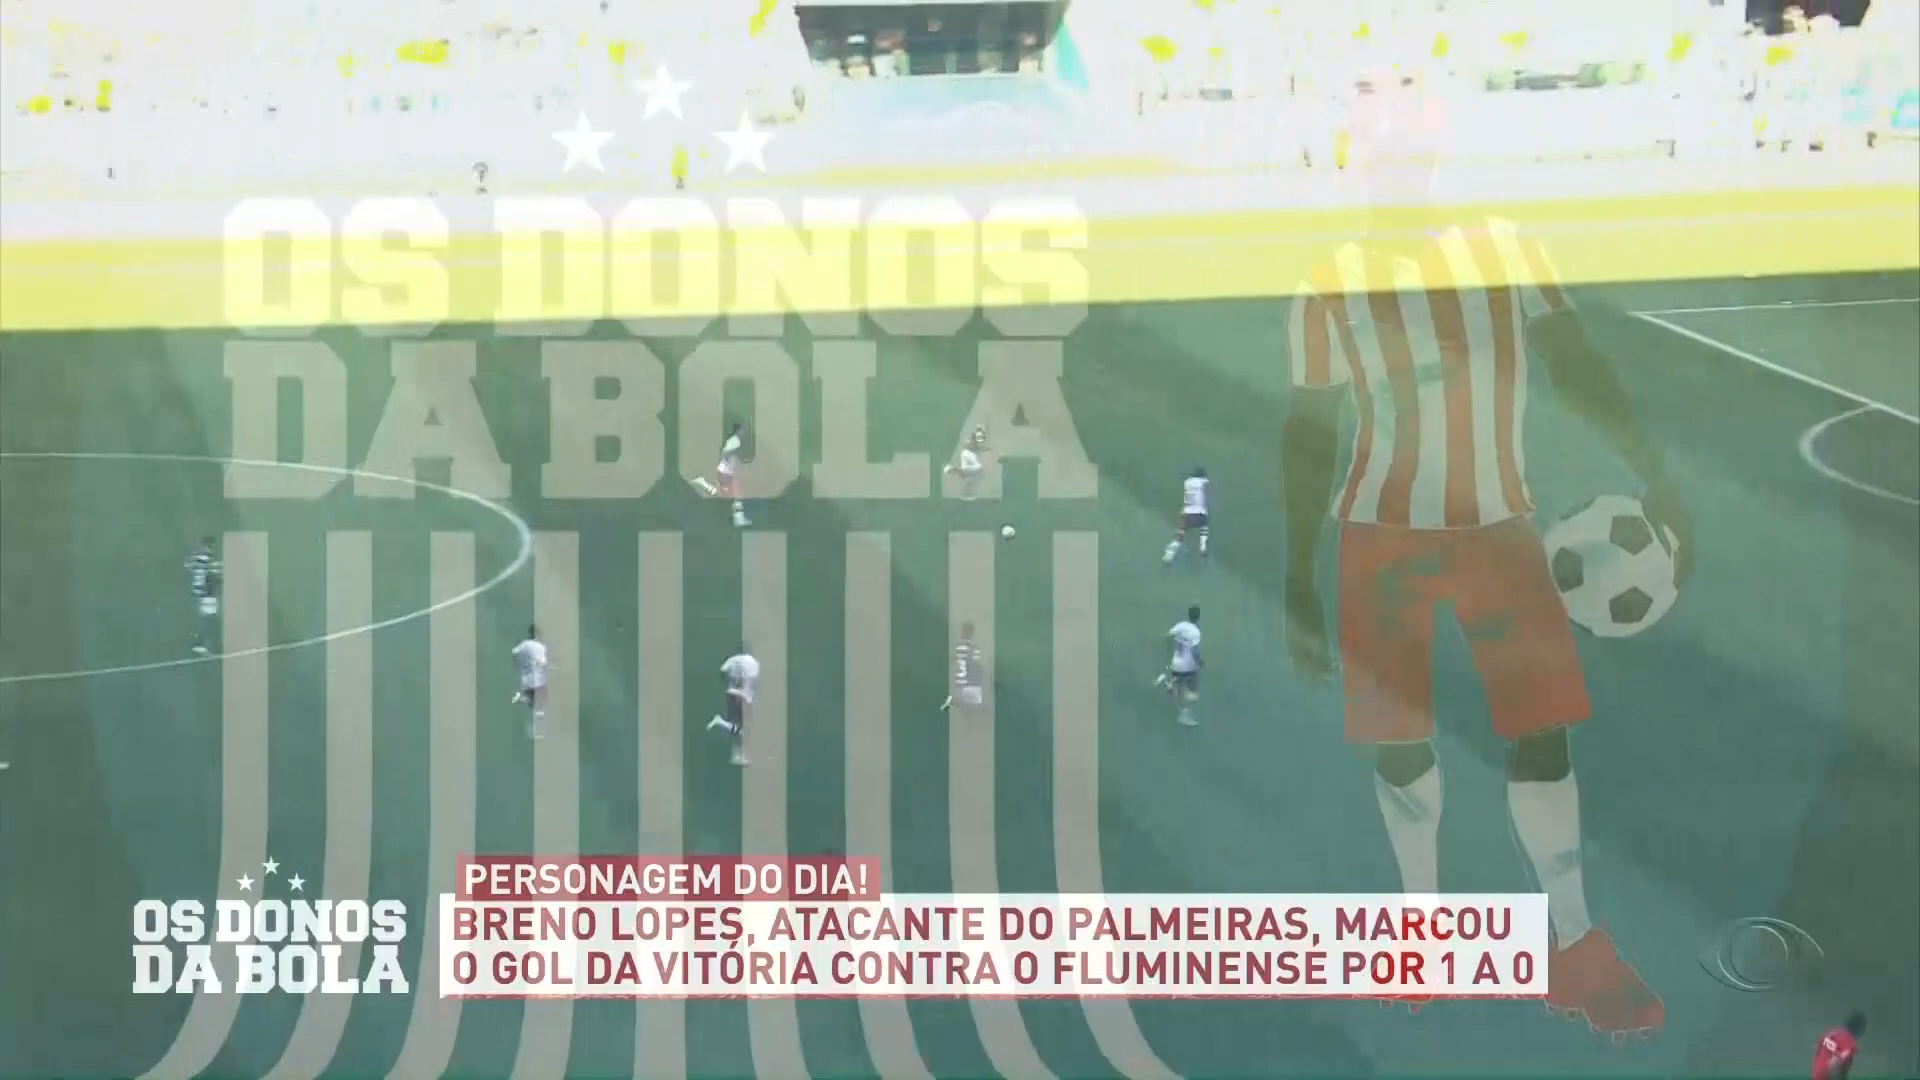 OS DONOS
DA BOLA
PERSONAGEM DO DIA!
BRENO LOPES, ATACANTE DO PALMEIRAS, MARCOU
O GOL DA VITÓRIA CONTRA O FLUMINENSE POR 1 A 0
OS DONOS
DA BOLA